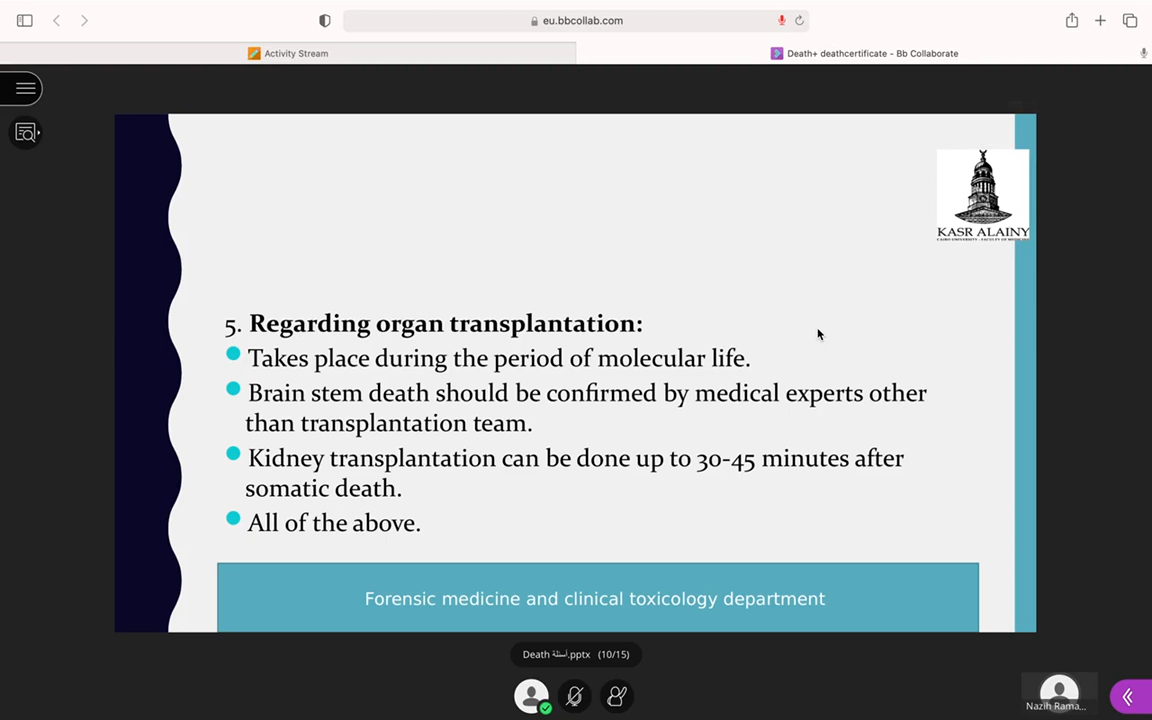 eu.bbcollab.com
Activity Stream
Death+ deathcertificate - Bb Collaborate
KASR ALAINY
5. Regarding organ transplantation:
Takes place during the period of molecular life.
Brain stem death should be confirmed by medical experts other
than transplantation team.
Kidney transplantation can be done up to 30-45 minutes after
somatic death.
All of the above.
Forensic medicine and clinical toxicology department
Death أسئلة.pptx (10/15)
Nazih Rama...